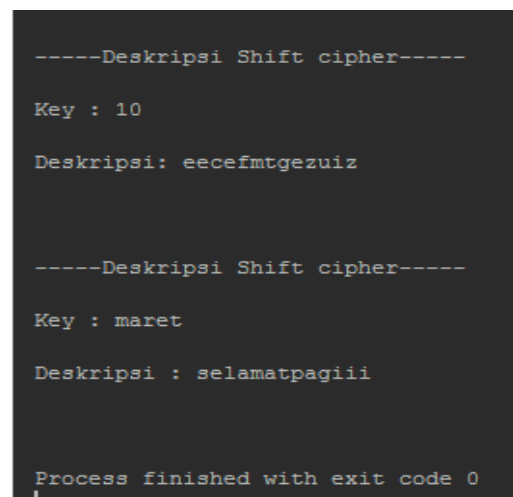 -----Deskripsi Shift cipher-----
Key : 10
Deskripsi: eecefmtgezuiz
-----Deskripsi Shift cipher-----
Key : maret
Deskripsi : selamatpagiii
Process finished with exit code 0